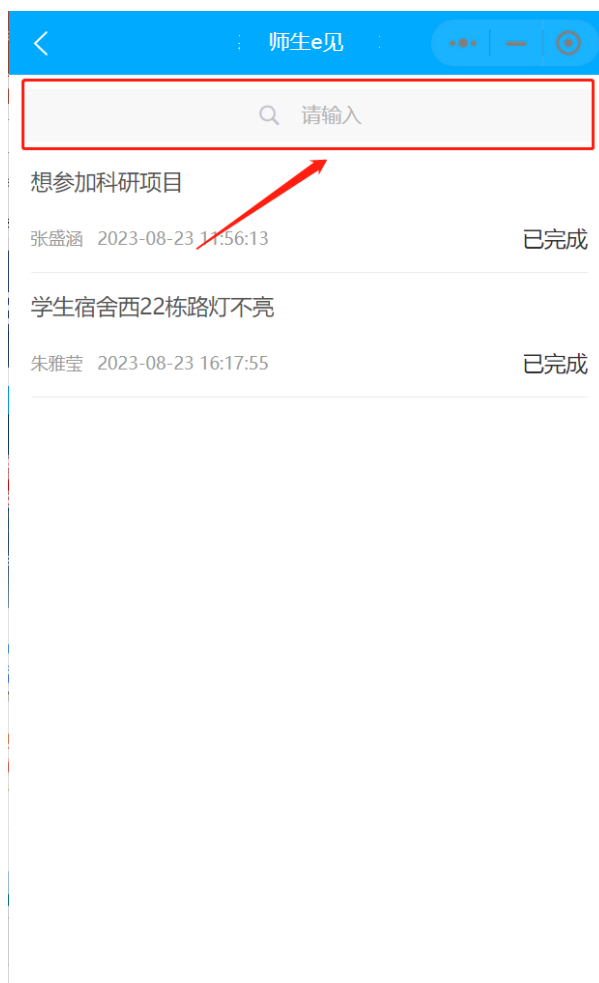 师生e见
请输入
想参加科研项目
张盛涵 2023-08-23 11:56:13 已完成
学生宿舍西22栋路灯不亮
朱雅莹 2023-08-23 16:17:55 已完成